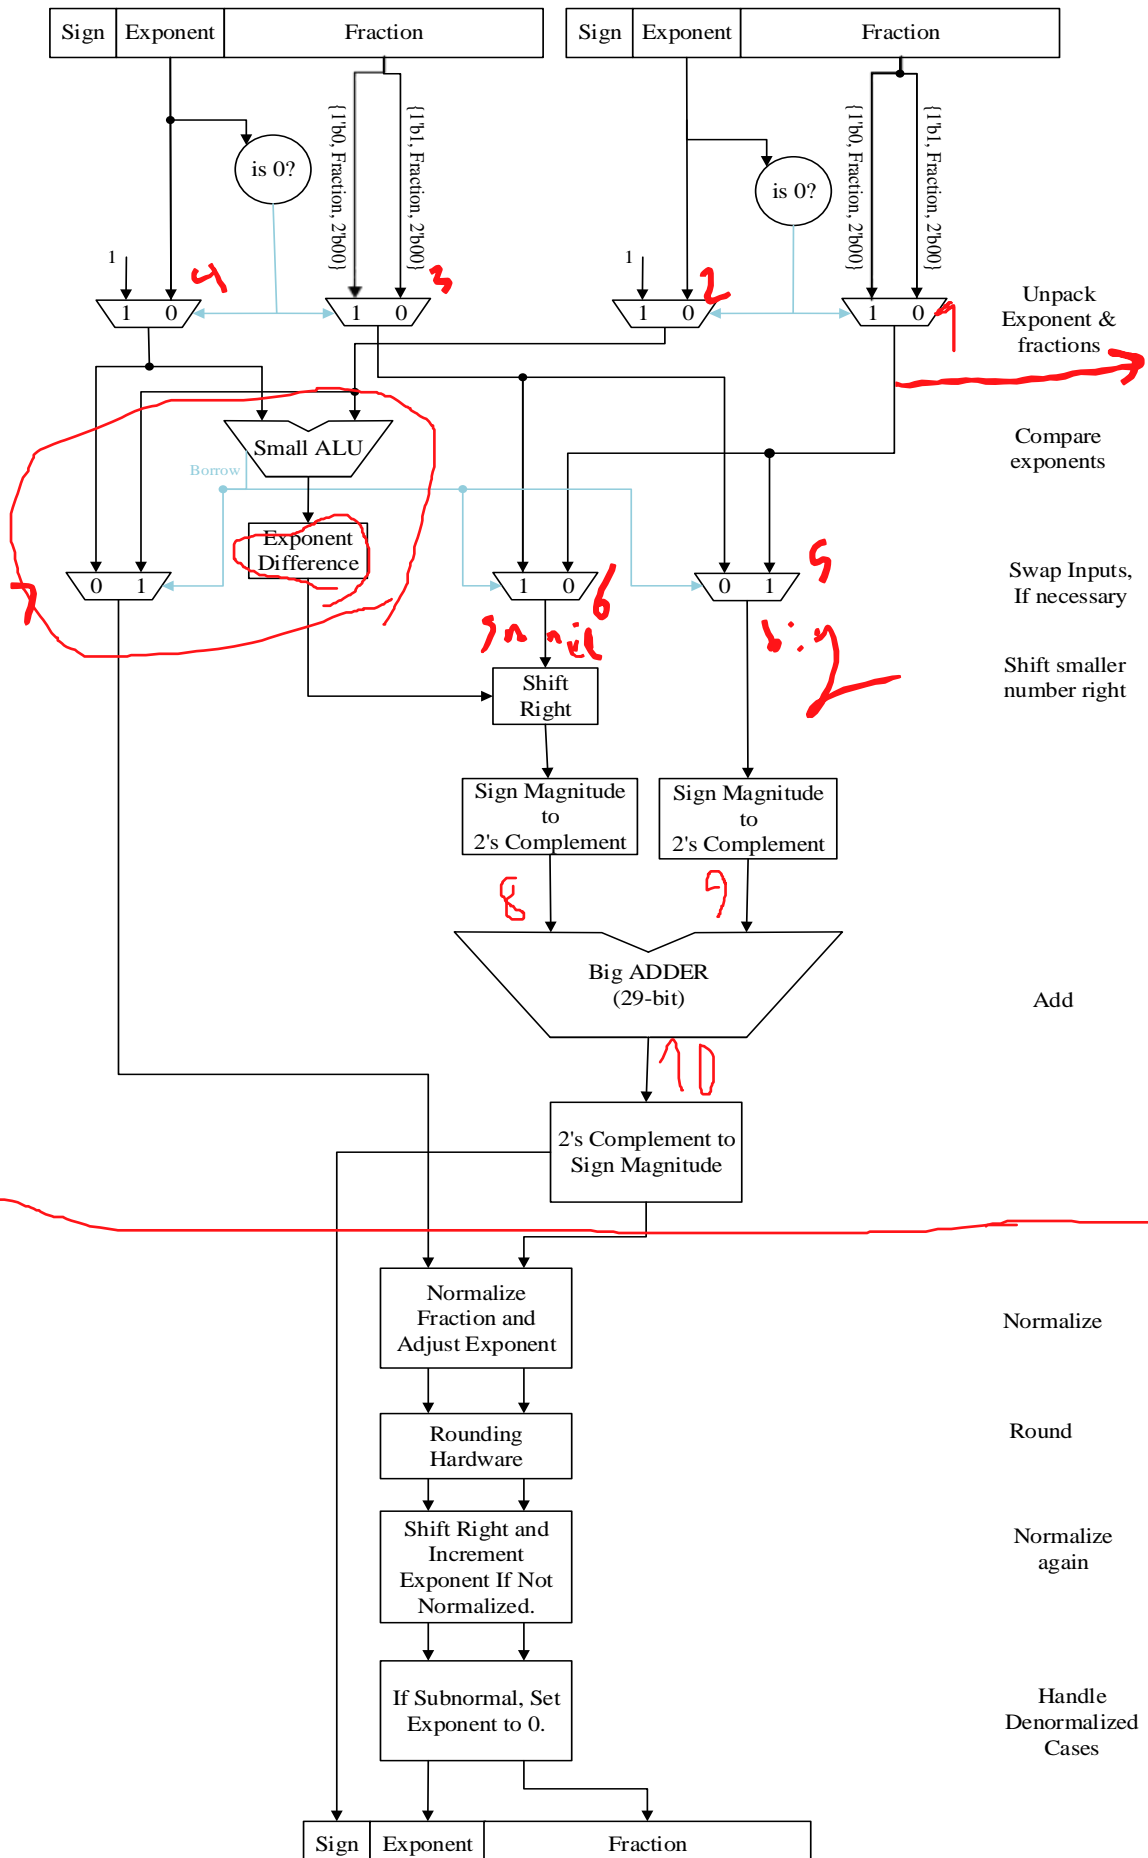 Sign Exponent Fraction
Sign Exponent Fraction
{1'b0, Fraction, 2'b00}
{1'b1, Fraction, 2'b00}
{1'b0, Fraction, 2'b00}
{1'b1, Fraction, 2'b00}
is 0?
is 0?
1
1
4
3
2
1
1 0
1 0
1 0
1 0
Unpack
Exponent &
fractions
Small ALU
Compare
exponents
Borrow
Exponent
Difference
0 1
1 0
0 1
7
6
5
Swap Inputs,
If necessary
big
Shift
Right
Shift smaller
number right
Sign Magnitude
to
2's Complement
Sign Magnitude
to
2's Complement
8
9
Big ADDER
(29-bit)
Add
10
2's Complement to
Sign Magnitude
Normalize
Fraction and
Adjust Exponent
Normalize
Rounding
Hardware
Round
Shift Right and
Increment
Exponent If Not
Normalized.
Normalize
again
If Subnormal, Set
Exponent to 0.
Handle
Denormalized
Cases
Sign Exponent Fraction